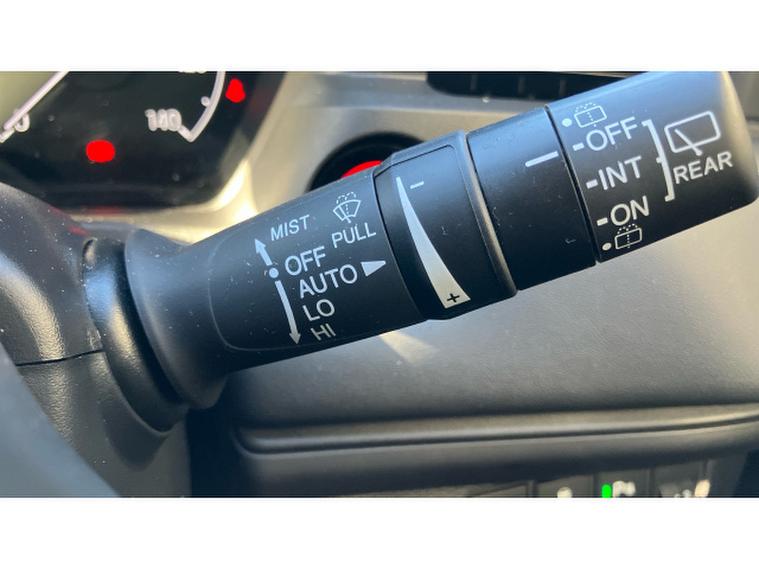 140
MIST
OFF
AUTO
LO
HI
PULL
-
+
OFF
INT
ON
REAR